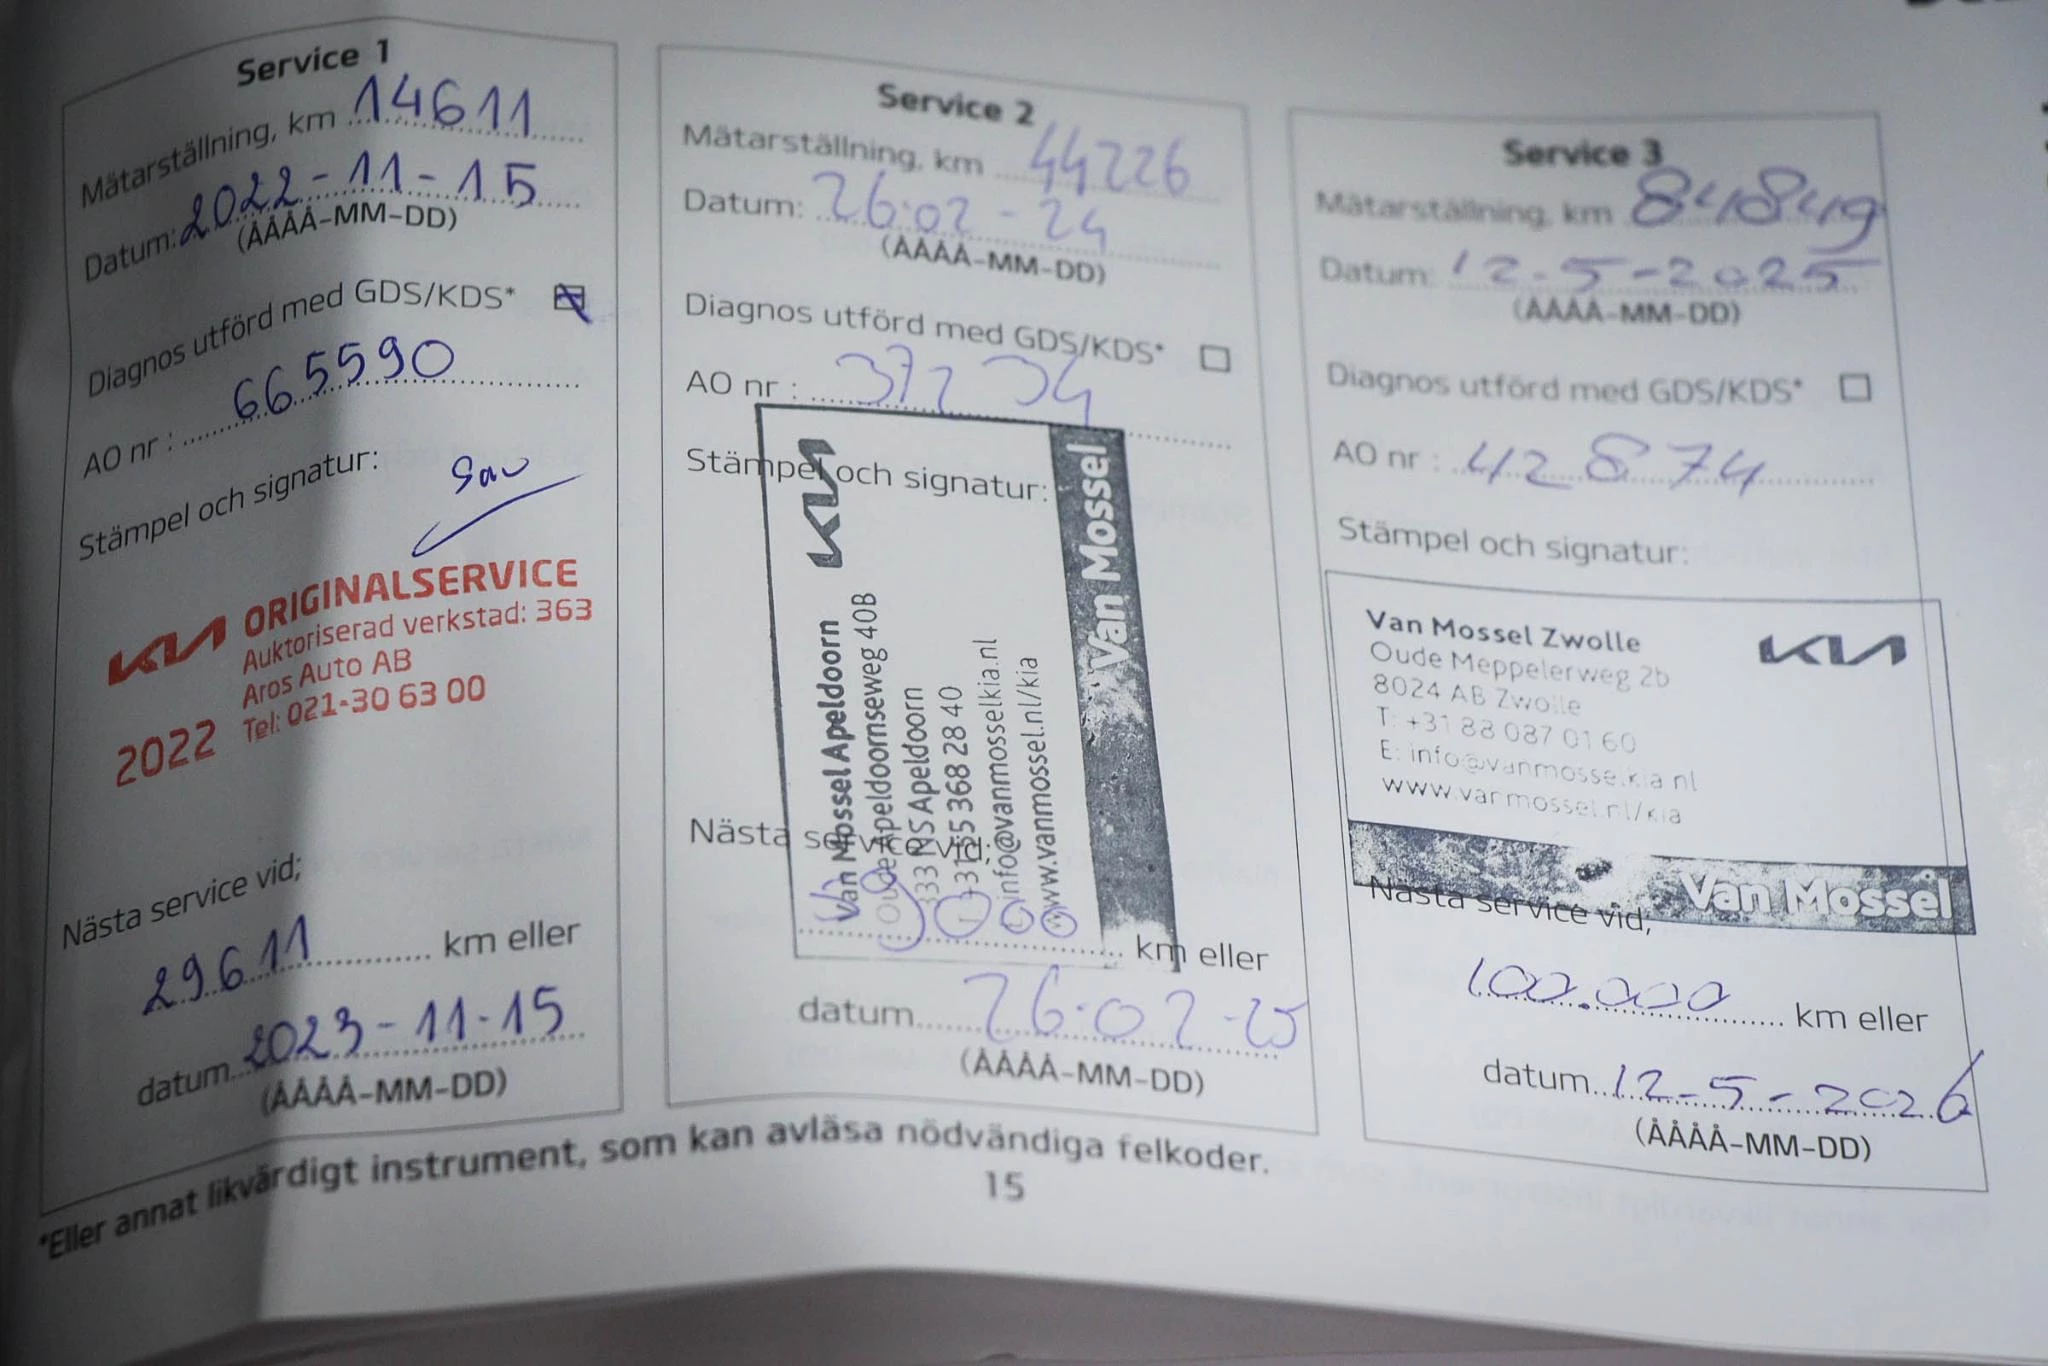 Service 1
Mätarställning, km 14611
Datum: 2022-11-15
(ÅÅÅÅ-MM-DD)
Diagnos utförd med GDS/KDS*
AO nr : 665590
Stämpel och signatur:
KIA ORIGINALSERVICE
Auktoriserad verkstad: 363
Aros Auto AB
2022 Tel: 021-30 63 00
Nästa service vid;
29611 km eller
datum 2023-11-15
(ÅÅÅÅ-MM-DD)
Service 2
Mätarställning, km 44226
Datum: 26-02-24
(ÅÅÅÅ-MM-DD)
Diagnos utförd med GDS/KDS*
AO nr : 37234
Stämpel och signatur:
KIA
Van Mossel Apeldoorn
Oude Apeldoornseweg 40B
333 NS Apeldoorn
info@vanmosselkia.nl
www.vanmossel.nl/kia
Van Mossel
Nästa service vid;
km eller
datum 26-02-25
(ÅÅÅÅ-MM-DD)
Service 3
Mätarställning, km 84849
Datum: 12-5-2025
(ÅÅÅÅ-MM-DD)
Diagnos utförd med GDS/KDS*
AO nr : 42874
Stämpel och signatur:
Van Mossel Zwolle KIA
Oude Meppelerweg 2b
8024 AB Zwolle
T: +31 88 087 01 60
E: info@vanmosselkia.nl
www.vanmossel.nl/kia
Van Mossel
Nästa service vid;
100.000 km eller
datum 12-5-2026
(ÅÅÅÅ-MM-DD)
*Eller annat likvärdigt instrument, som kan avläsa nödvändiga felkoder.
15